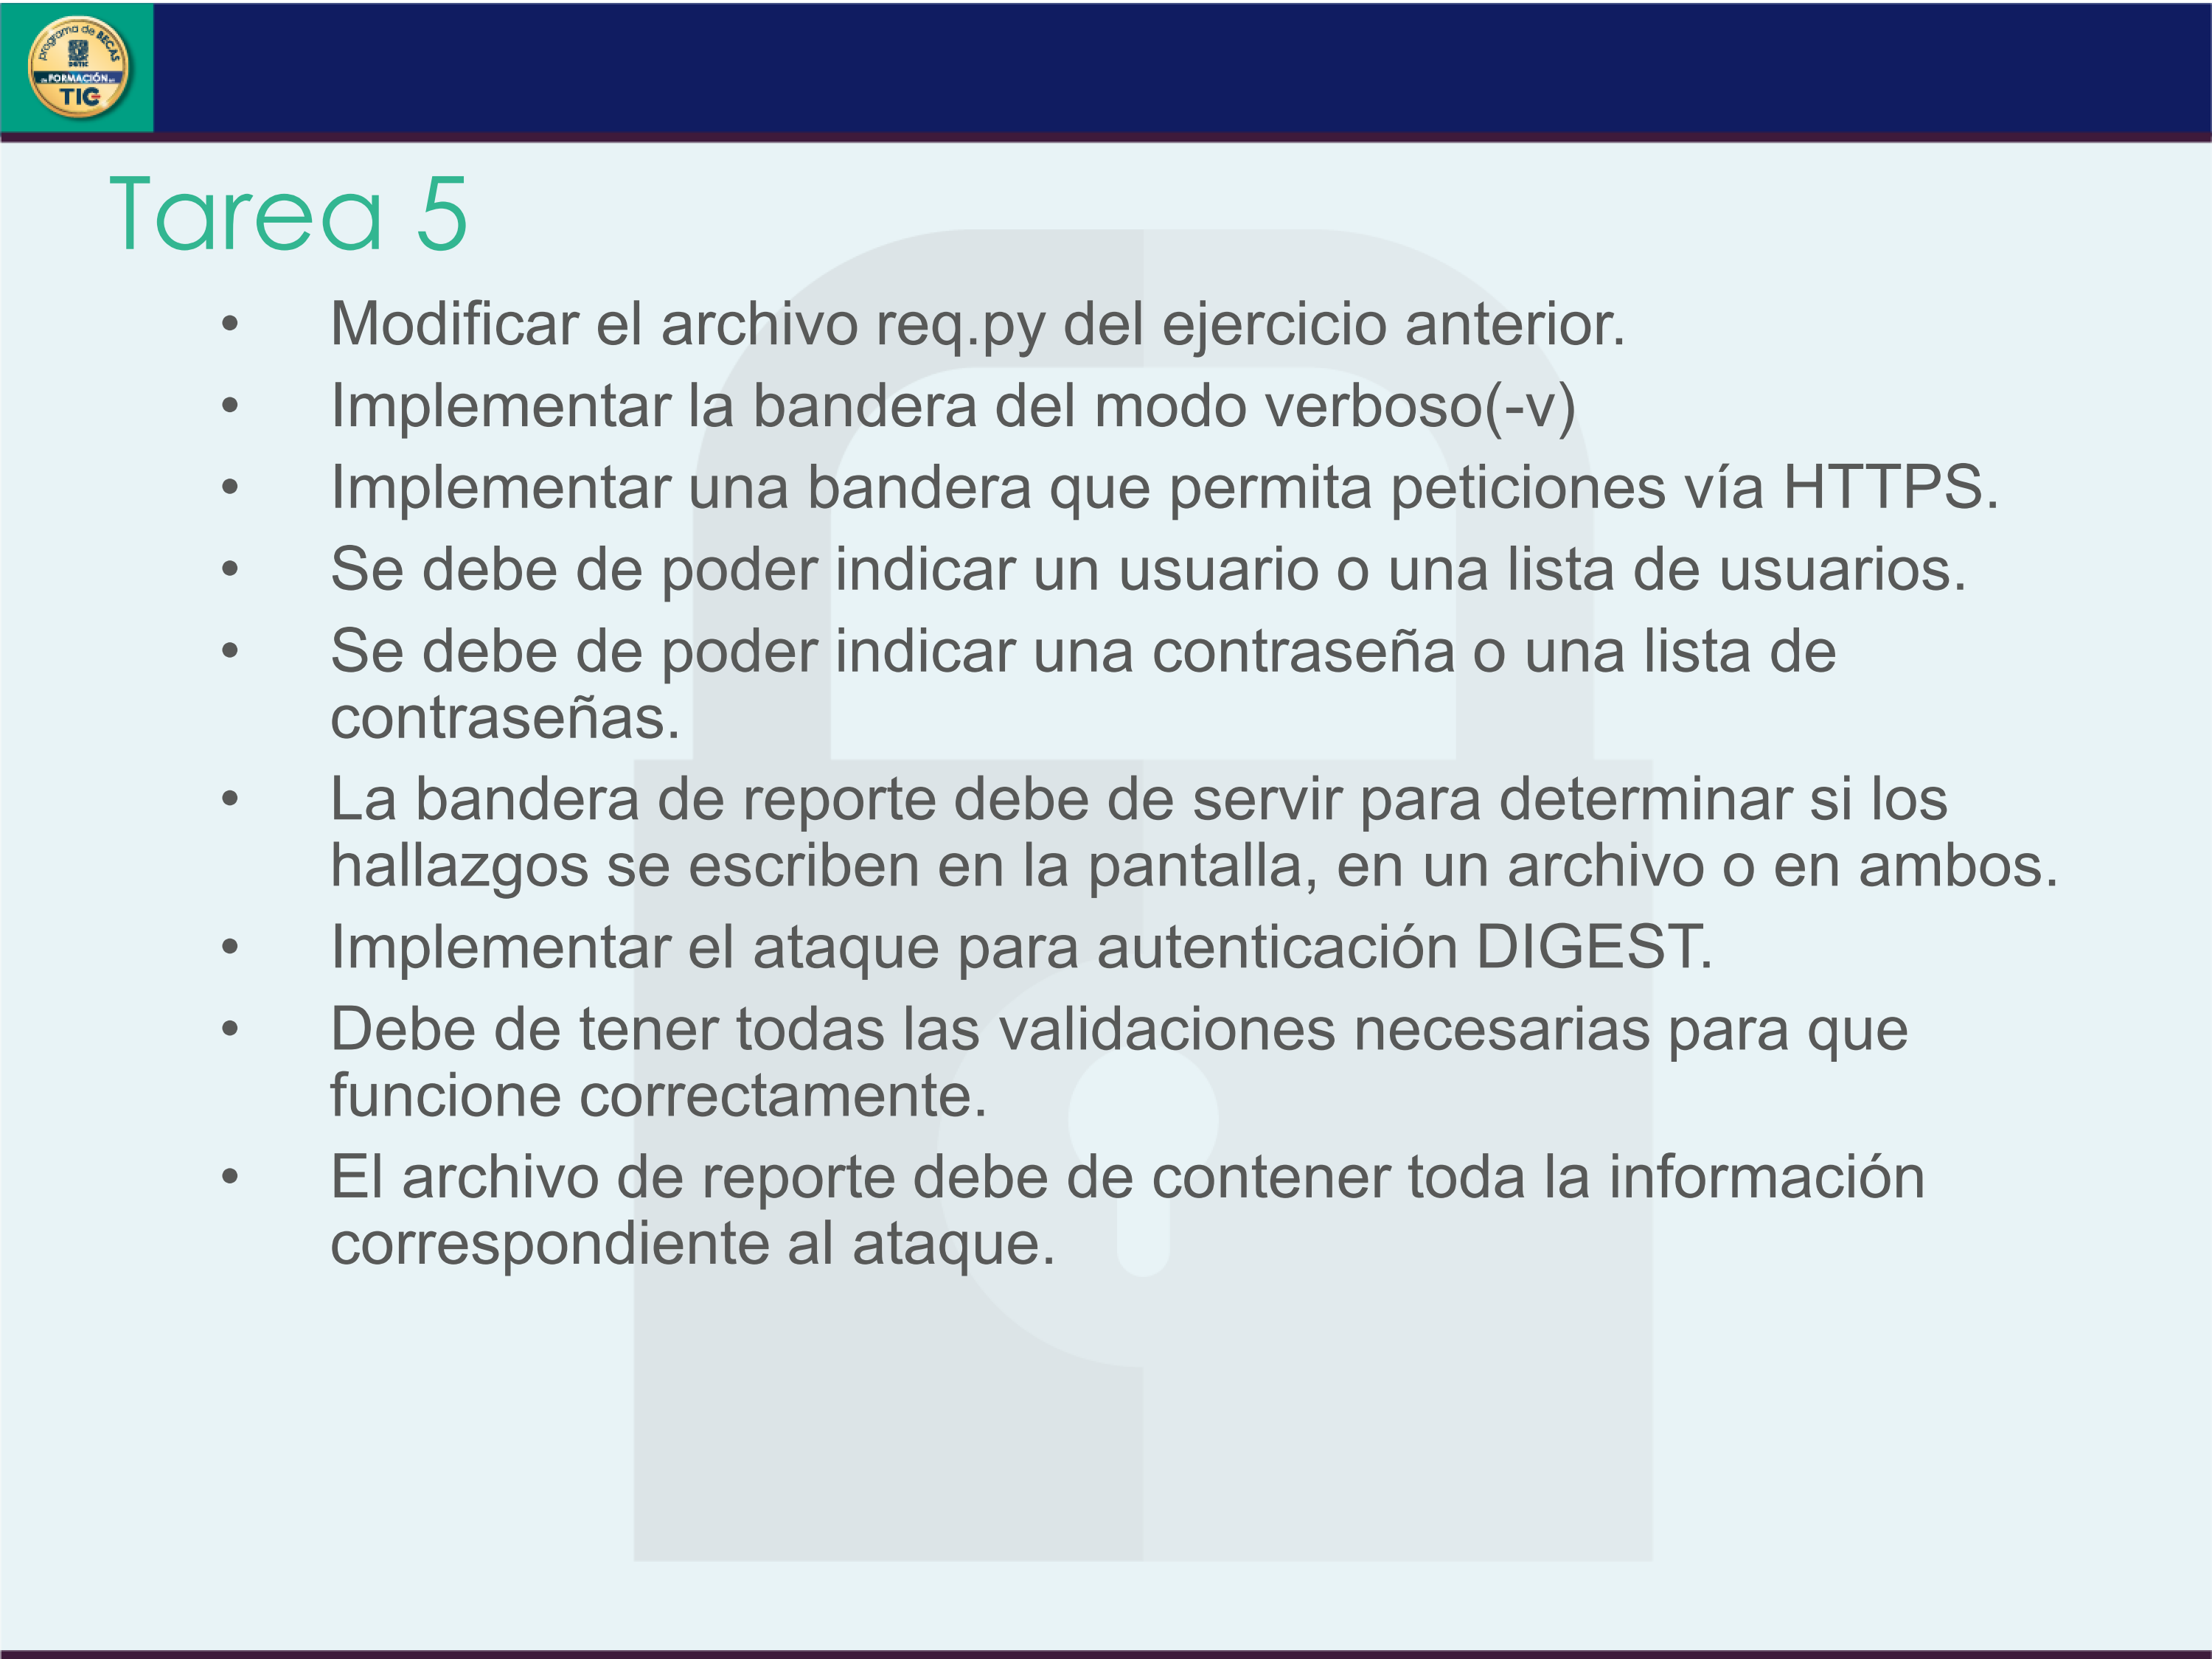 programa de BECAS
DGTIC
de FORMACIÓN en
TIC
Tarea 5
• Modificar el archivo req.py del ejercicio anterior.
• Implementar la bandera del modo verboso(-v)
• Implementar una bandera que permita peticiones vía HTTPS.
• Se debe de poder indicar un usuario o una lista de usuarios.
• Se debe de poder indicar una contraseña o una lista de
contraseñas.
• La bandera de reporte debe de servir para determinar si los
hallazgos se escriben en la pantalla, en un archivo o en ambos.
• Implementar el ataque para autenticación DIGEST.
• Debe de tener todas las validaciones necesarias para que
funcione correctamente.
• El archivo de reporte debe de contener toda la información
correspondiente al ataque.